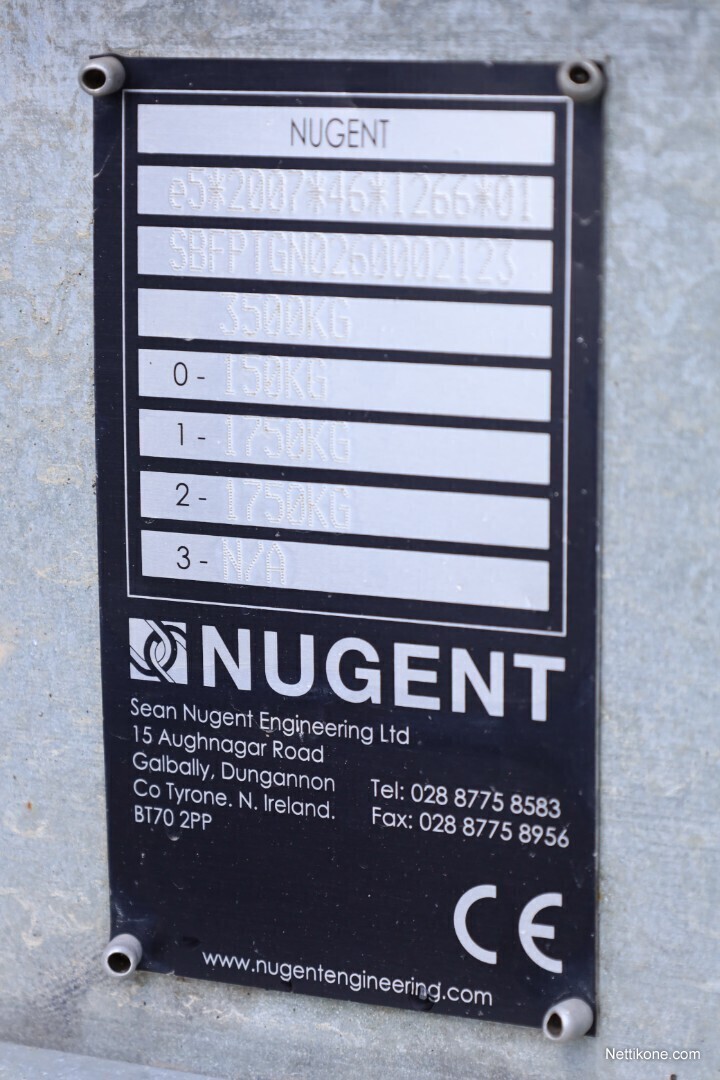 NUGENT
e5*2007*46*1266*01
SBFPTGN0260002123
3500KG
0- 150KG
1- 1750KG
2- 1750KG
3- N/A
NUGENT
Sean Nugent Engineering Ltd
15 Aughnagar Road
Galbally, Dungannon
Co Tyrone. N. Ireland.
BT70 2PP
Tel: 028 8775 8583
Fax: 028 8775 8956
CE
www.nugentengineering.com
Nettikone.com